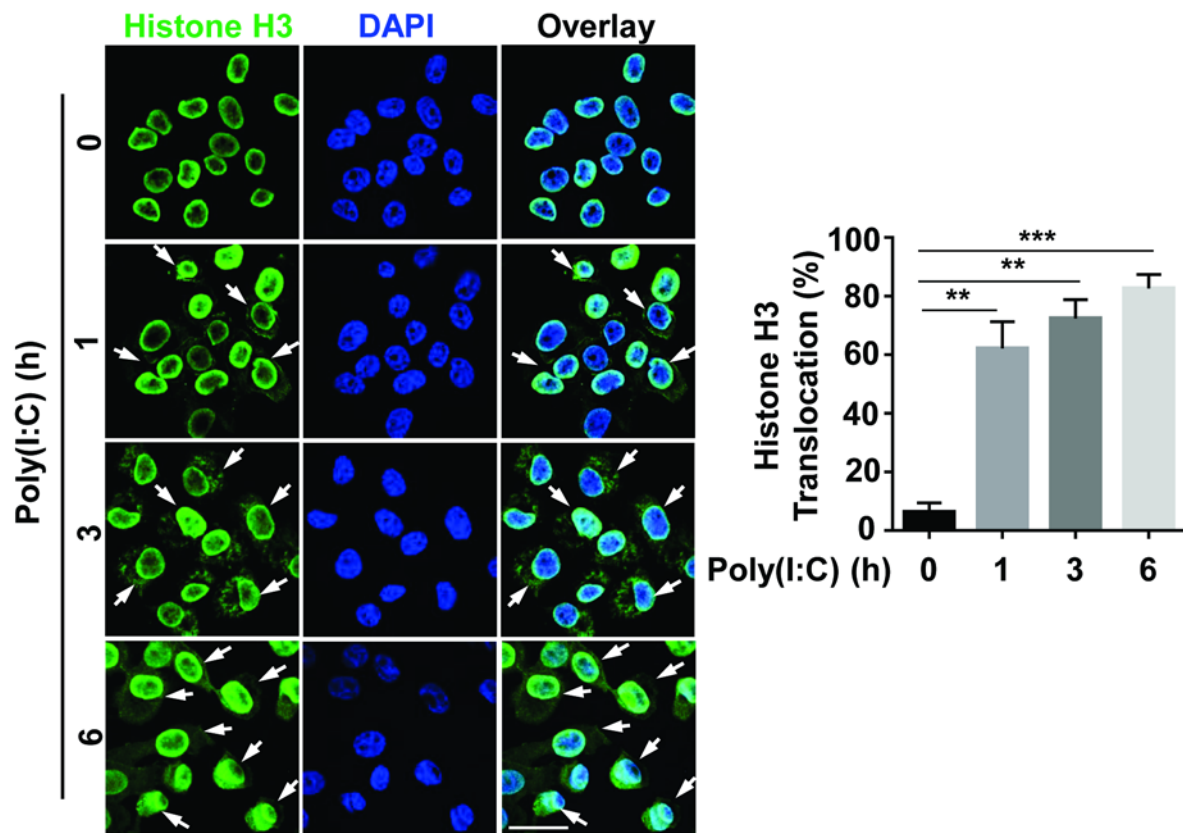 Histone H3 DAPI Overlay
Poly(I:C) (h)
0
1
3
6
Histone H3
Translocation (%)
100
80
60
40
20
0
***
**
**
Poly(I:C) (h) 0 1 3 6